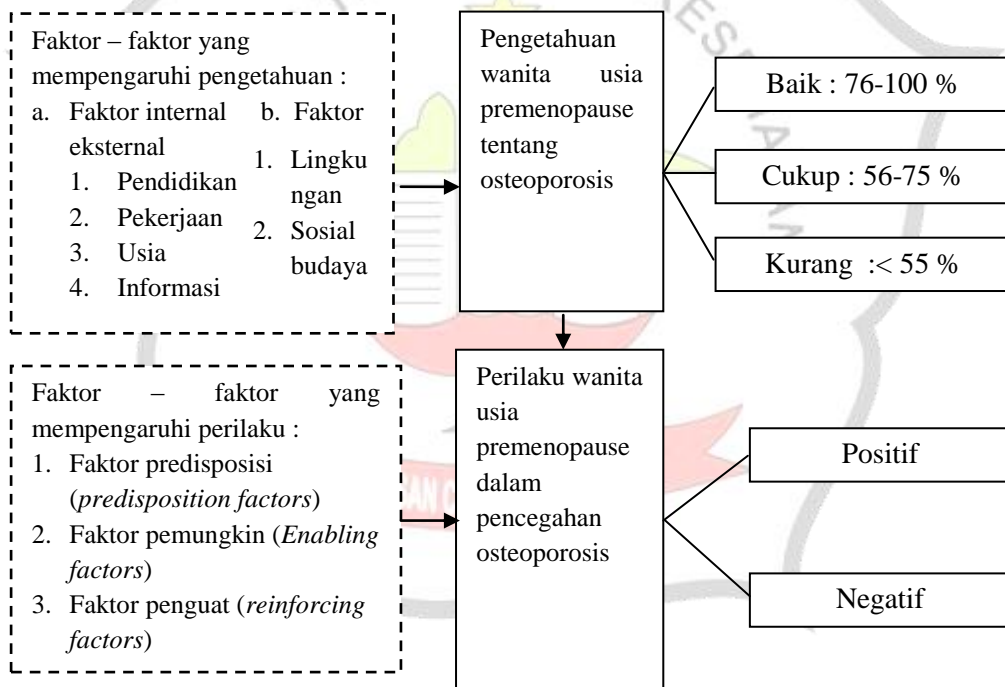 Faktor – faktor yang
mempengaruhi pengetahuan :
a. Faktor internal b. Faktor
eksternal
1. Pendidikan
2. Pekerjaan
3. Usia
4. Informasi
1. Lingku
ngan
2. Sosial
budaya
Pengetahuan
wanita usia
premenopause
tentang
osteoporosis
Baik : 76-100 %
Cukup : 56-75 %
Kurang :< 55 %
Faktor – faktor yang
mempengaruhi perilaku :
1. Faktor predisposisi
(predisposition factors)
2. Faktor pemungkin (Enabling
factors)
3. Faktor penguat (reinforcing
factors)
Perilaku wanita
usia
premenopause
dalam
pencegahan
osteoporosis
Positif
Negatif